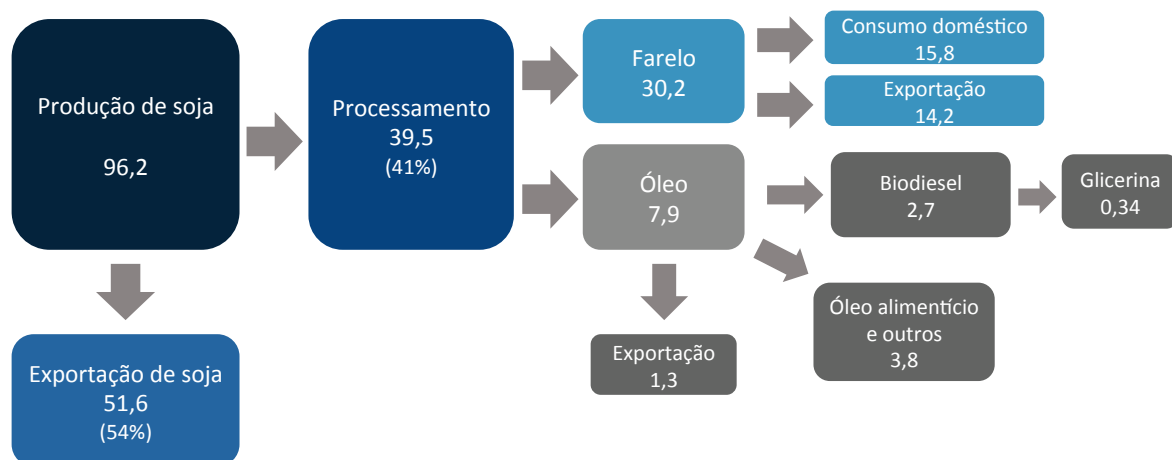 Produção de soja
96,2
Processamento
39,5
(41%)
Farelo
30,2
Consumo doméstico
15,8
Exportação
14,2
Óleo
7,9
Biodiesel
2,7
Glicerina
0,34
Óleo alimentício
e outros
3,8
Exportação
1,3
Exportação de soja
51,6
(54%)